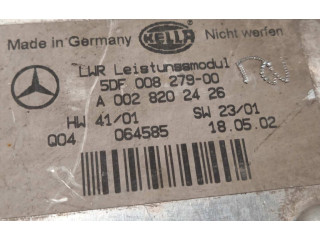 Made in Germany HELLA Nicht werfen
LWR Leistungsmodul
5DF 008 279-00
A 002 820 24 26
HW 41/01 SW 23/01
Q04 064585 18.05.02